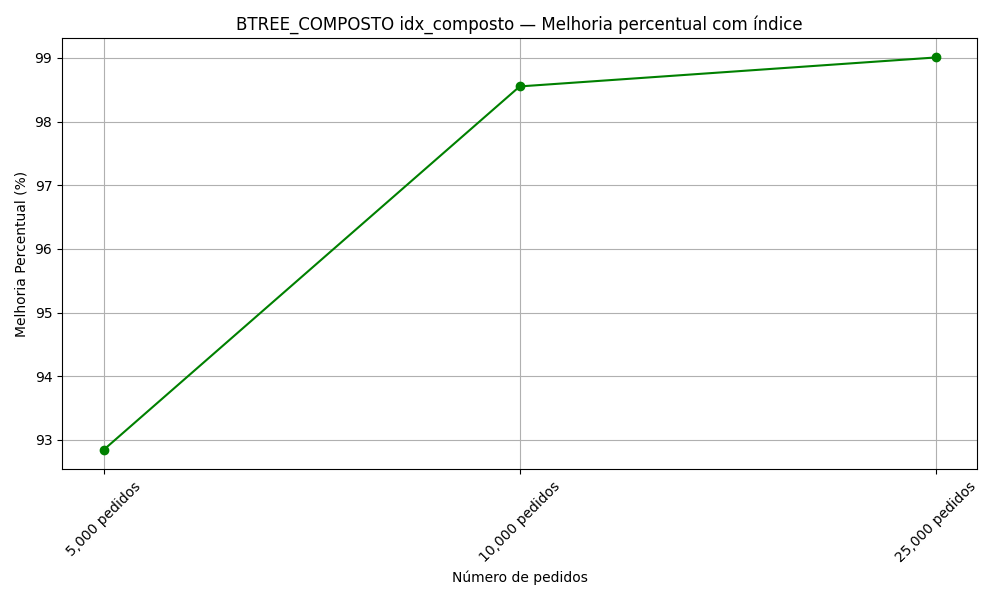 BTREE_COMPOSTO idx_composto — Melhoria percentual com índice
Melhoria Percentual (%)
99
98
97
96
95
94
93
5,000 pedidos
10,000 pedidos
25,000 pedidos
Número de pedidos